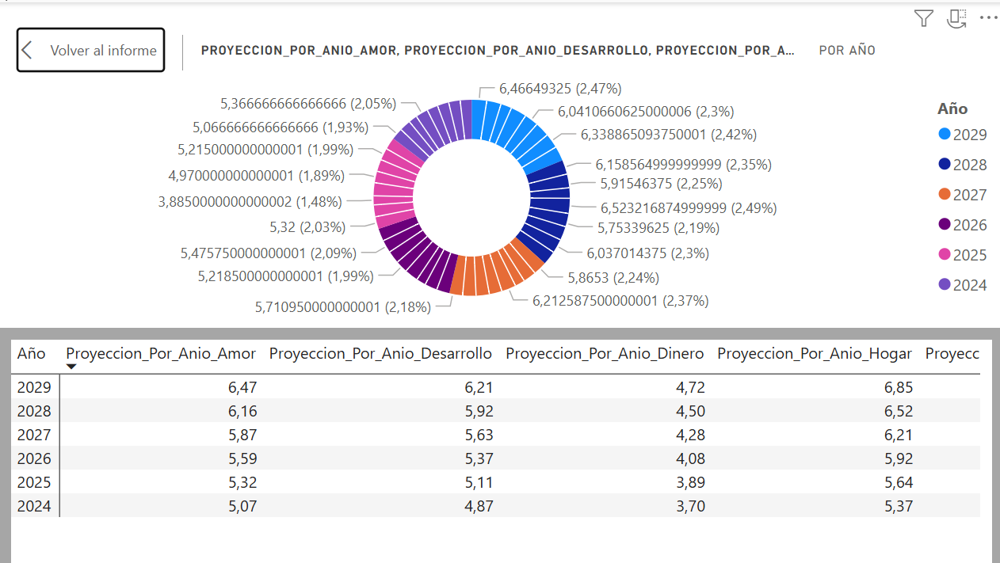 Volver al informe
PROYECCION_POR_ANIO_AMOR, PROYECCION_POR_ANIO_DESARROLLO, PROYECCION_POR_A... POR AÑO
6,46649325 (2,47%)
6,0410660625000006 (2,3%)
6,338865093750001 (2,42%)
6,158564999999999 (2,35%)
5,91546375 (2,25%)
6,523216874999999 (2,49%)
5,75339625 (2,19%)
6,037014375 (2,3%)
5,8653 (2,24%)
6,212587500000001 (2,37%)
5,710950000000001 (2,18%)
5,218500000000001 (1,99%)
5,475750000000001 (2,09%)
5,32 (2,03%)
3,8850000000000002 (1,48%)
4,970000000000001 (1,89%)
5,215000000000001 (1,99%)
5,066666666666666 (1,93%)
5,366666666666666 (2,05%)
Año
2029
2028
2027
2026
2025
2024
Año Proyeccion_Por_Anio_Amor Proyeccion_Por_Anio_Desarrollo Proyeccion_Por_Anio_Dinero Proyeccion_Por_Anio_Hogar Proyecc
2029 6,47 6,21 4,72 6,85
2028 6,16 5,92 4,50 6,52
2027 5,87 5,63 4,28 6,21
2026 5,59 5,37 4,08 5,92
2025 5,32 5,11 3,89 5,64
2024 5,07 4,87 3,70 5,37